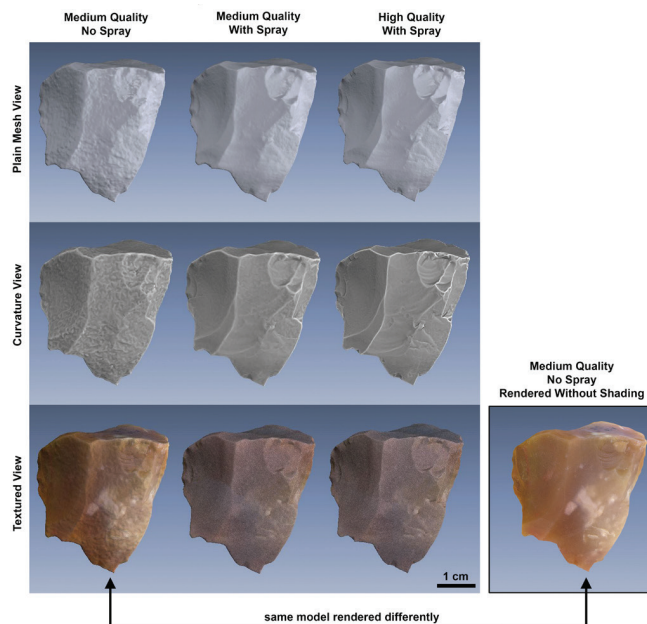 Medium Quality
No Spray
Medium Quality
With Spray
High Quality
With Spray
Plain Mesh View
Curvature View
Medium Quality
No Spray
Rendered Without Shading
Textured View
1 cm
same model rendered differently